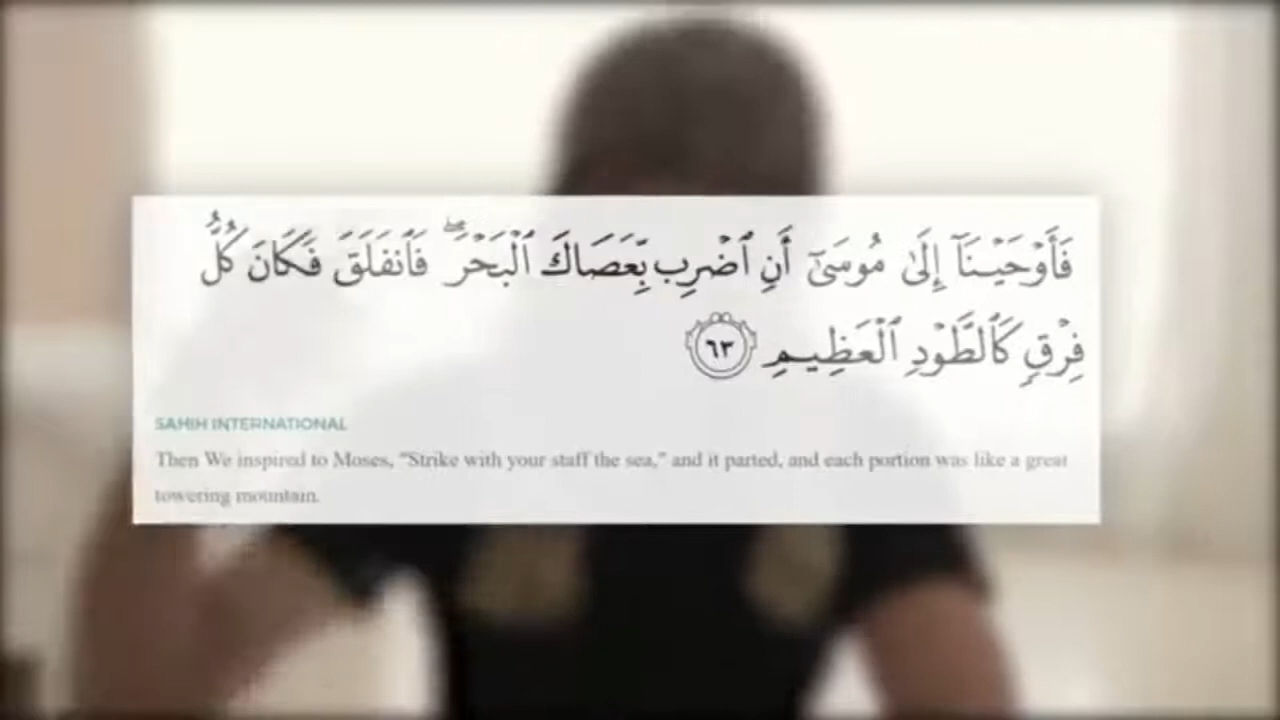 فَأَوْحَيْنَآ إِلَىٰ مُوسَىٰٓ أَنِ ٱضْرِب بِّعَصَاكَ ٱلْبَحْرَ ۖ فَٱنفَلَقَ فَكَانَ كُلُّ
فِرْقٍ كَٱلطَّوْدِ ٱلْعَظِيمِ ٦٣
SAHIH INTERNATIONAL
Then We inspired to Moses, "Strike with your staff the sea," and it parted, and each portion was like a great
towering mountain.